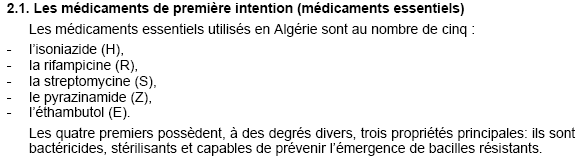 2.1. Les médicaments de première intention (médicaments essentiels)
Les médicaments essentiels utilisés en Algérie sont au nombre de cinq :
- l’isoniazide (H),
- la rifampicine (R),
- la streptomycine (S),
- le pyrazinamide (Z),
- l’éthambutol (E).
Les quatre premiers possèdent, à des degrés divers, trois propriétés principales: ils sont
bactéricides, stérilisants et capables de prévenir l’émergence de bacilles résistants.